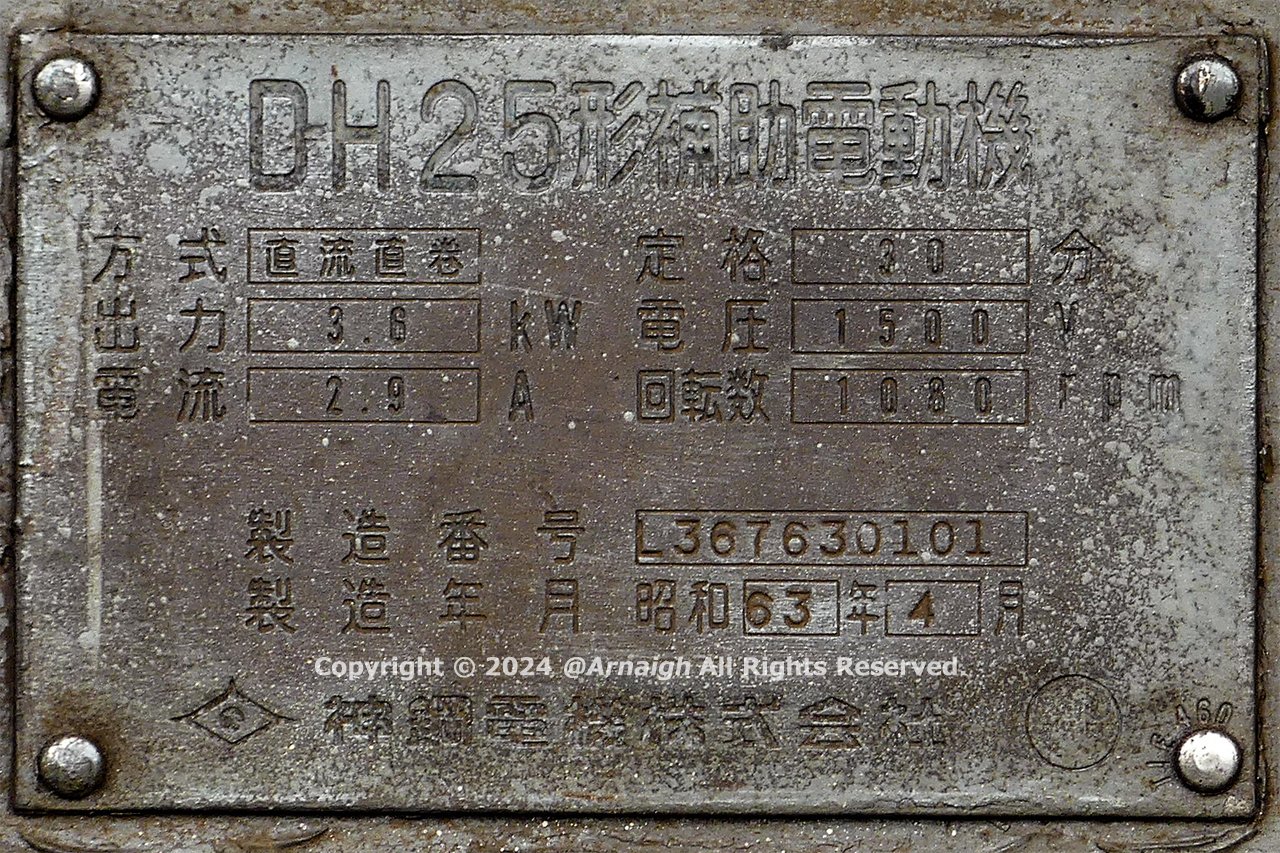 DH25形補助電動機
方式 直流直巻 定格 30 分
出力 3.6 kW 電圧 1500 V
電流 2.9 A 回転数 1080 rpm
製造番号 L367630101
製造年月 昭和63年4月
Copyright © 2024 @Arnaigh All Rights Reserved.
神鋼電機株式会社